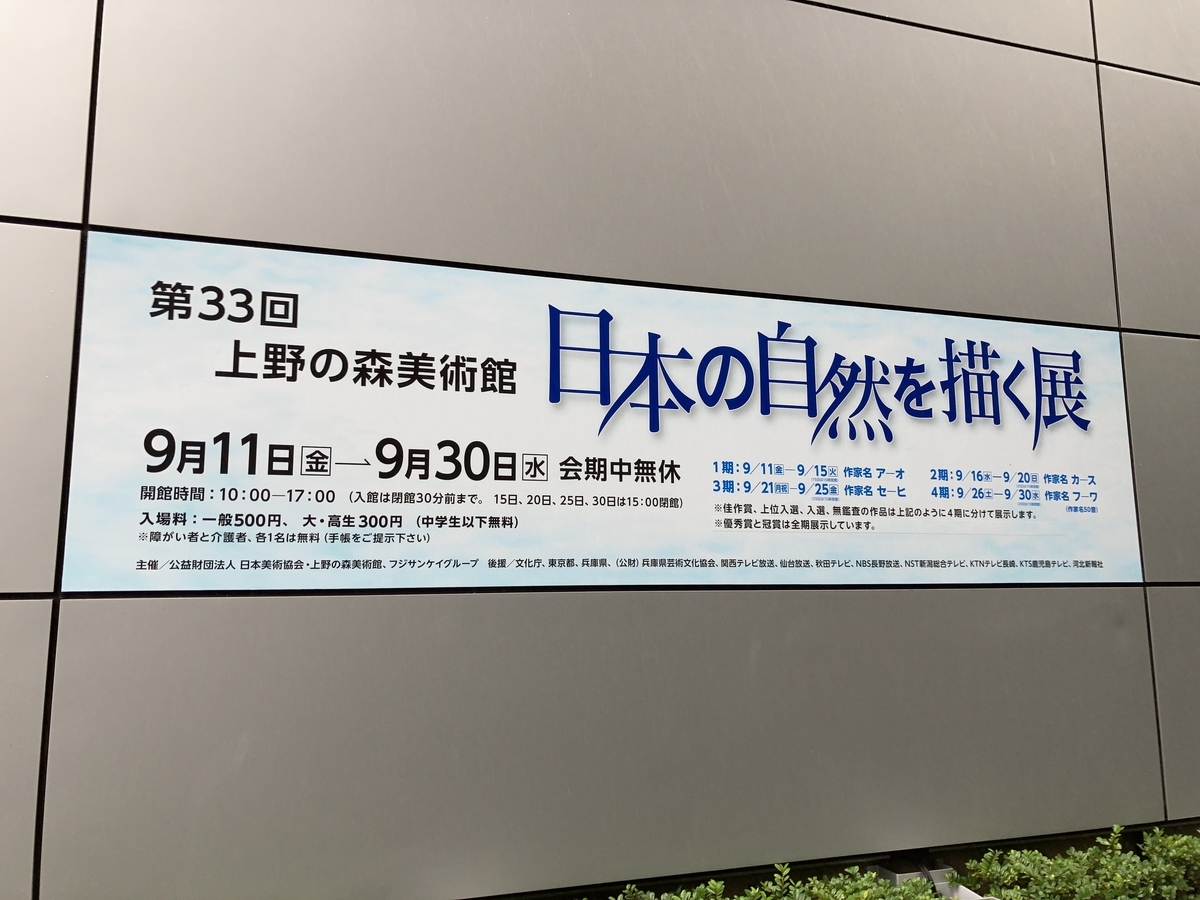 第33回
上野の森美術館
日本の自然を描く展
9月11日金→9月30日水 会期中無休
開館時間：10:00—17:00 （入館は閉館30分前まで。 15日、20日、25日、30日は15:00閉館）
入場料：一般500円、 大・高生300円 （中学生以下無料）
※障がい者と介護者、各1名は無料（手帳をご提示下さい）
1期：9/11金—9/15火 作家名 ア—オ
2期：9/16水—9/20日 作家名 カ—ス
3期：9/21月祝—9/25金 作家名 セ—ヒ
4期：9/26土—9/30水 作家名 フ—ワ
（作家名50音）
※佳作賞、上位入選、入選、無鑑査の作品は上記のように4期に分けて展示します。
※優秀賞と冠賞は全期展示しています。
主催／公益財団法人 日本美術協会・上野の森美術館、フジサンケイグループ 後援／文化庁、東京都、兵庫県、（公財）兵庫県芸術文化協会、関西テレビ放送、仙台放送、秋田テレビ、NBS長野放送、NST新潟総合テレビ、KTNテレビ長崎、KTS鹿児島テレビ、河北新報社